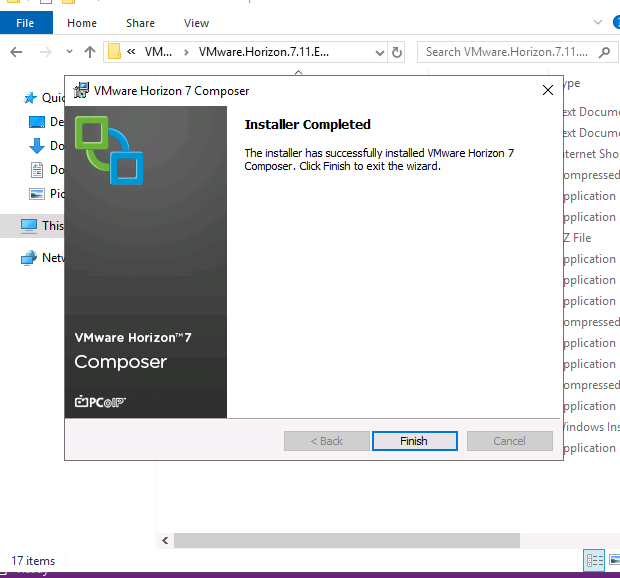 File Home Share View
« VM... > VMware.Horizon.7.11.E...
Search VMware.Horizon.7.11....
VMware Horizon 7 Composer
Installer Completed
The installer has successfully installed VMware Horizon 7
Composer. Click Finish to exit the wizard.
VMware Horizon™ 7
Composer
PCoIP®
< Back
Finish
Cancel
Quic
De
Do
Do
Pic
This
Netw
ype
ext Docume
ext Docume
nternet Sho
ompressed
pplication
pplication
Z File
pplication
pplication
pplication
ompressed
pplication
pplication
ompressed
pplication
Windows Ins
pplication
17 items